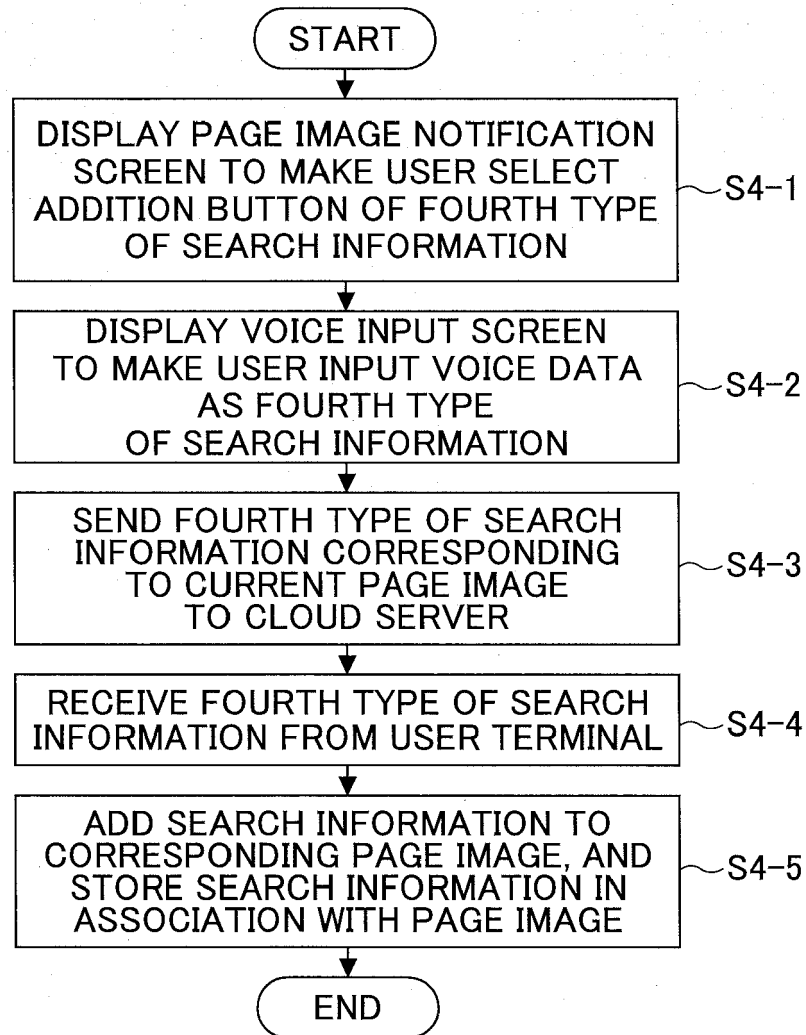 START
DISPLAY PAGE IMAGE NOTIFICATION
SCREEN TO MAKE USER SELECT
ADDITION BUTTON OF FOURTH TYPE
OF SEARCH INFORMATION
S4-1
DISPLAY VOICE INPUT SCREEN
TO MAKE USER INPUT VOICE DATA
AS FOURTH TYPE
OF SEARCH INFORMATION
S4-2
SEND FOURTH TYPE OF SEARCH
INFORMATION CORRESPONDING
TO CURRENT PAGE IMAGE
TO CLOUD SERVER
S4-3
RECEIVE FOURTH TYPE OF SEARCH
INFORMATION FROM USER TERMINAL
S4-4
ADD SEARCH INFORMATION TO
CORRESPONDING PAGE IMAGE, AND
STORE SEARCH INFORMATION IN
ASSOCIATION WITH PAGE IMAGE
S4-5
END